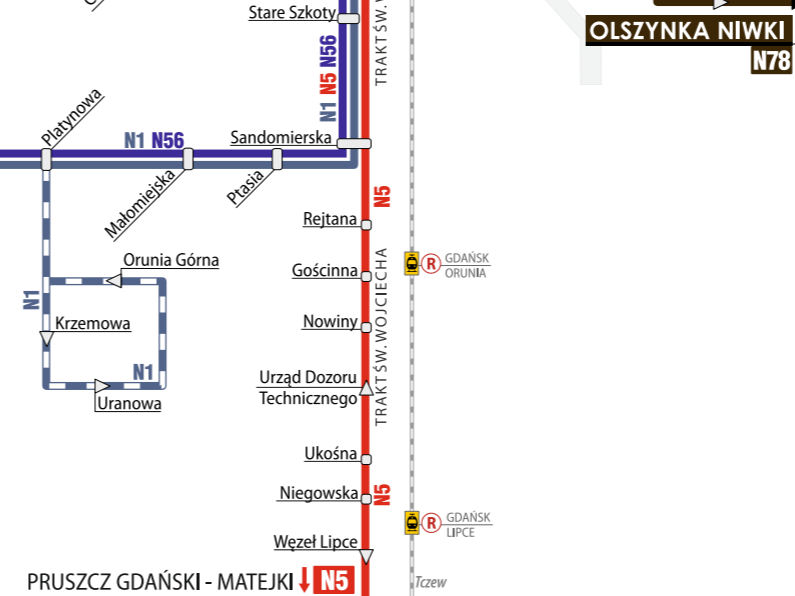 Stare Szkoty
TRAKT ŚW.
OLSZYNKA NIWKI
N78
N1 N5 N56
Platynowa
N1 N56
Sandomierska
Małomiejska
Ptasia
N5
Rejtana
Orunia Górna
Gościnna
R GDAŃSK
ORUNIA
N1
Krzemowa
Nowiny
TRAKT ŚW. WOJCIECHA
N1
Uranowa
Urząd Dozoru
Technicznego
Ukośna
Niegowska
N5
R GDAŃSK
LIPCE
Węzeł Lipce
PRUSZCZ GDAŃSKI - MATEJKI N5
Tczew